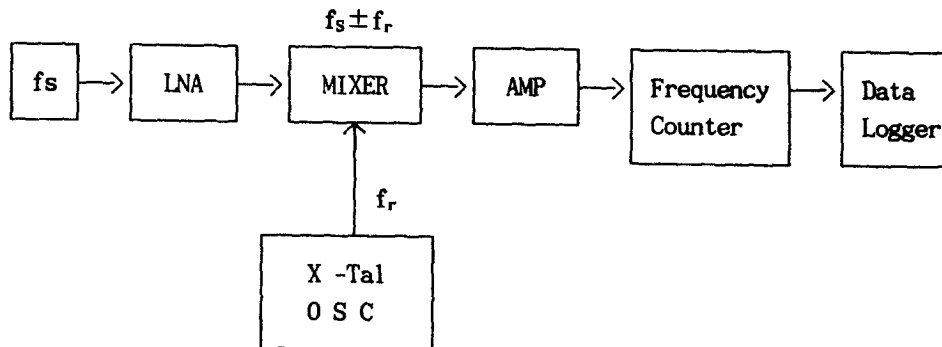 fs ± fr
fs
LNA
MIXER
AMP
Frequency
Counter
Data
Logger
fr
X -Tal
O S C